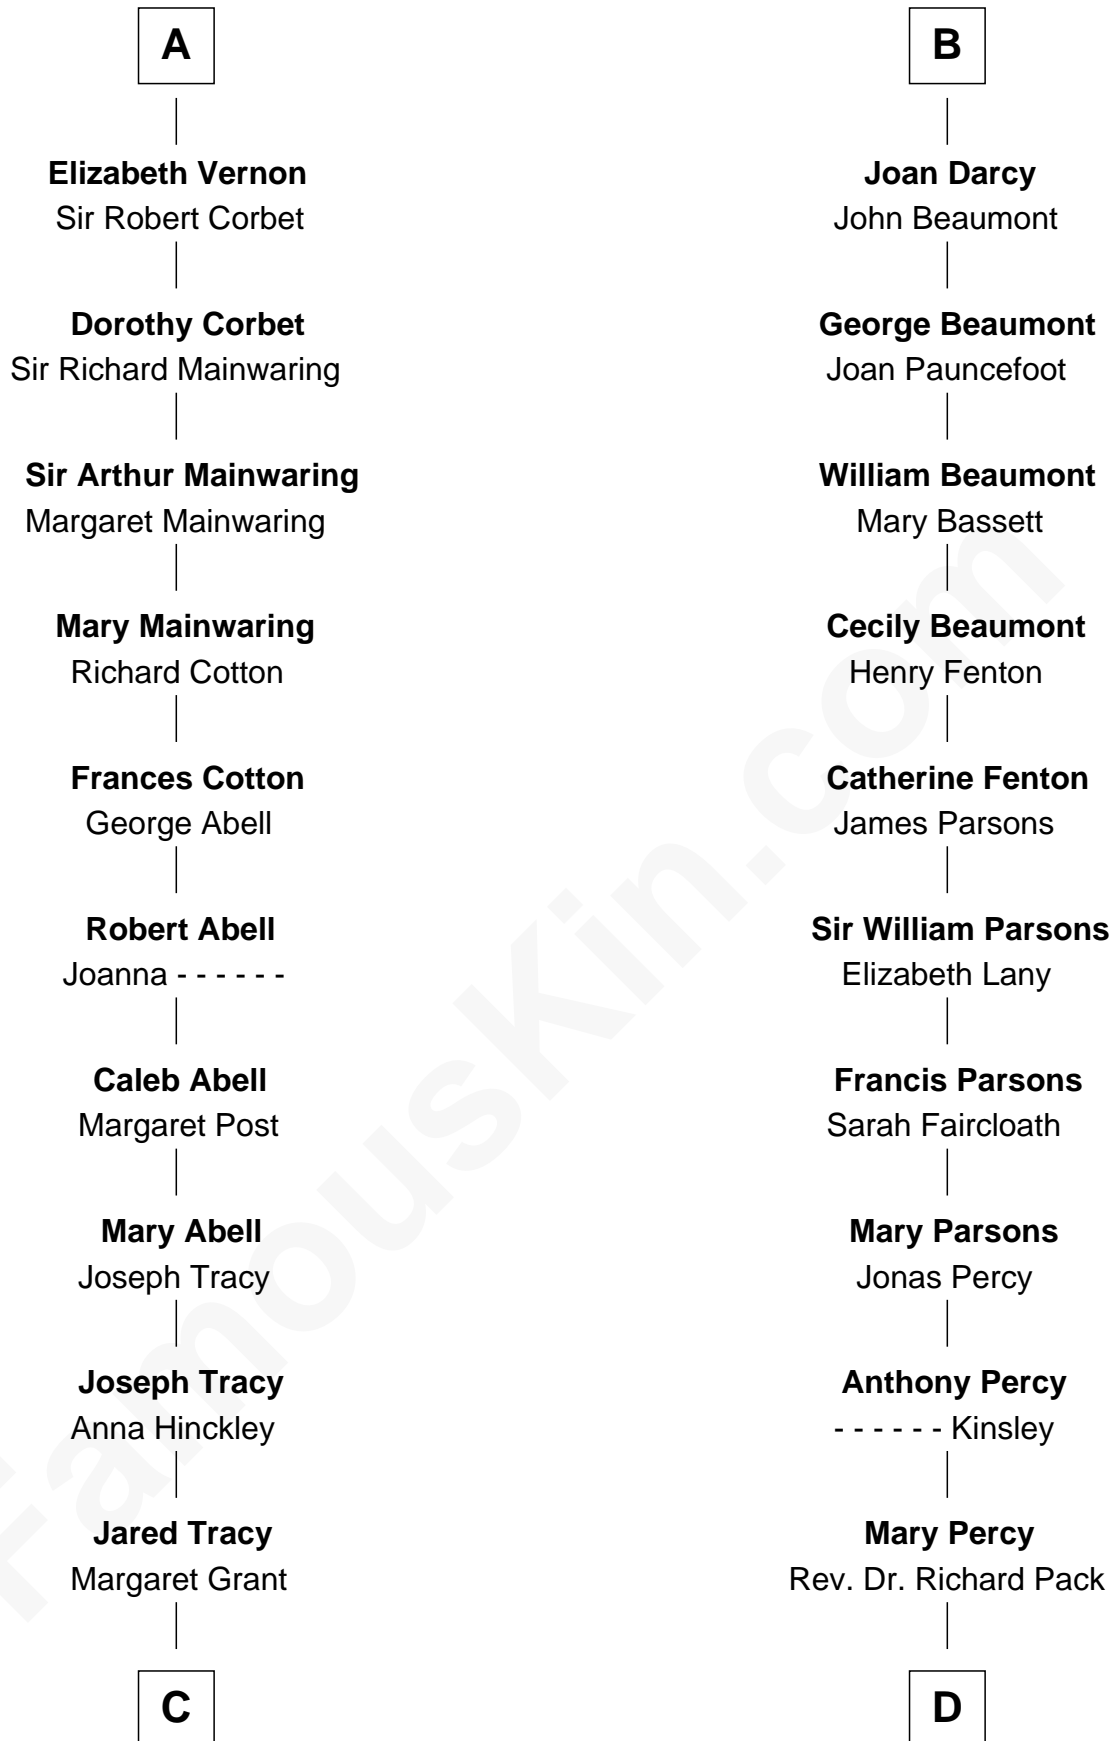 A
Elizabeth Vernon
Sir Robert Corbet
Dorothy Corbet
Sir Richard Mainwaring
Sir Arthur Mainwaring
Margaret Mainwaring
Mary Mainwaring
Richard Cotton
Frances Cotton
George Abell
Robert Abell
Joanna - - - - - -
Caleb Abell
Margaret Post
Mary Abell
Joseph Tracy
Joseph Tracy
Anna Hinckley
Jared Tracy
Margaret Grant
C
B
Joan Darcy
John Beaumont
George Beaumont
Joan Pauncefoot
William Beaumont
Mary Bassett
Cecily Beaumont
Henry Fenton
Catherine Fenton
James Parsons
Sir William Parsons
Elizabeth Lany
Francis Parsons
Sarah Faircloath
Mary Parsons
Jonas Percy
Anthony Percy
- - - - - - Kinsley
Mary Percy
Rev. Dr. Richard Pack
D
FamousKin.com